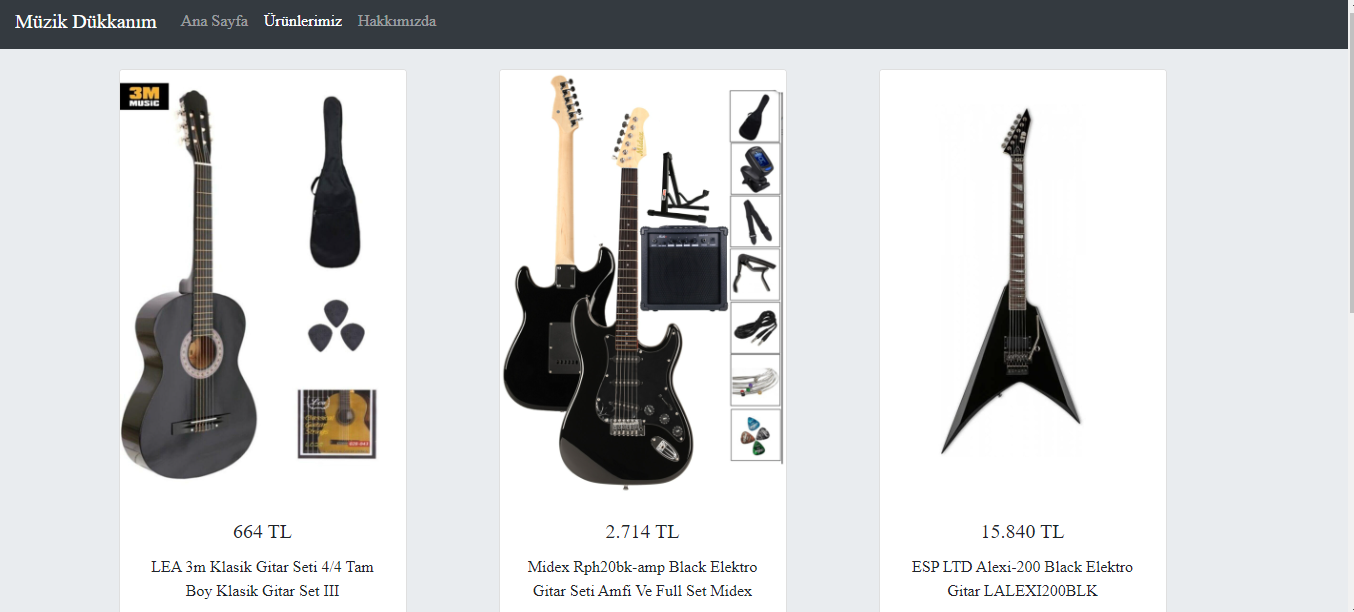 Müzik Dükkanım Ana Sayfa Ürünlerimiz Hakkımızda
3M
MUSIC
664 TL
LEA 3m Klasik Gitar Seti 4/4 Tam
Boy Klasik Gitar Set III
2.714 TL
Midex Rph20bk-amp Black Elektro
Gitar Seti Amfi Ve Full Set Midex
15.840 TL
ESP LTD Alexi-200 Black Elektro
Gitar LALEXI200BLK